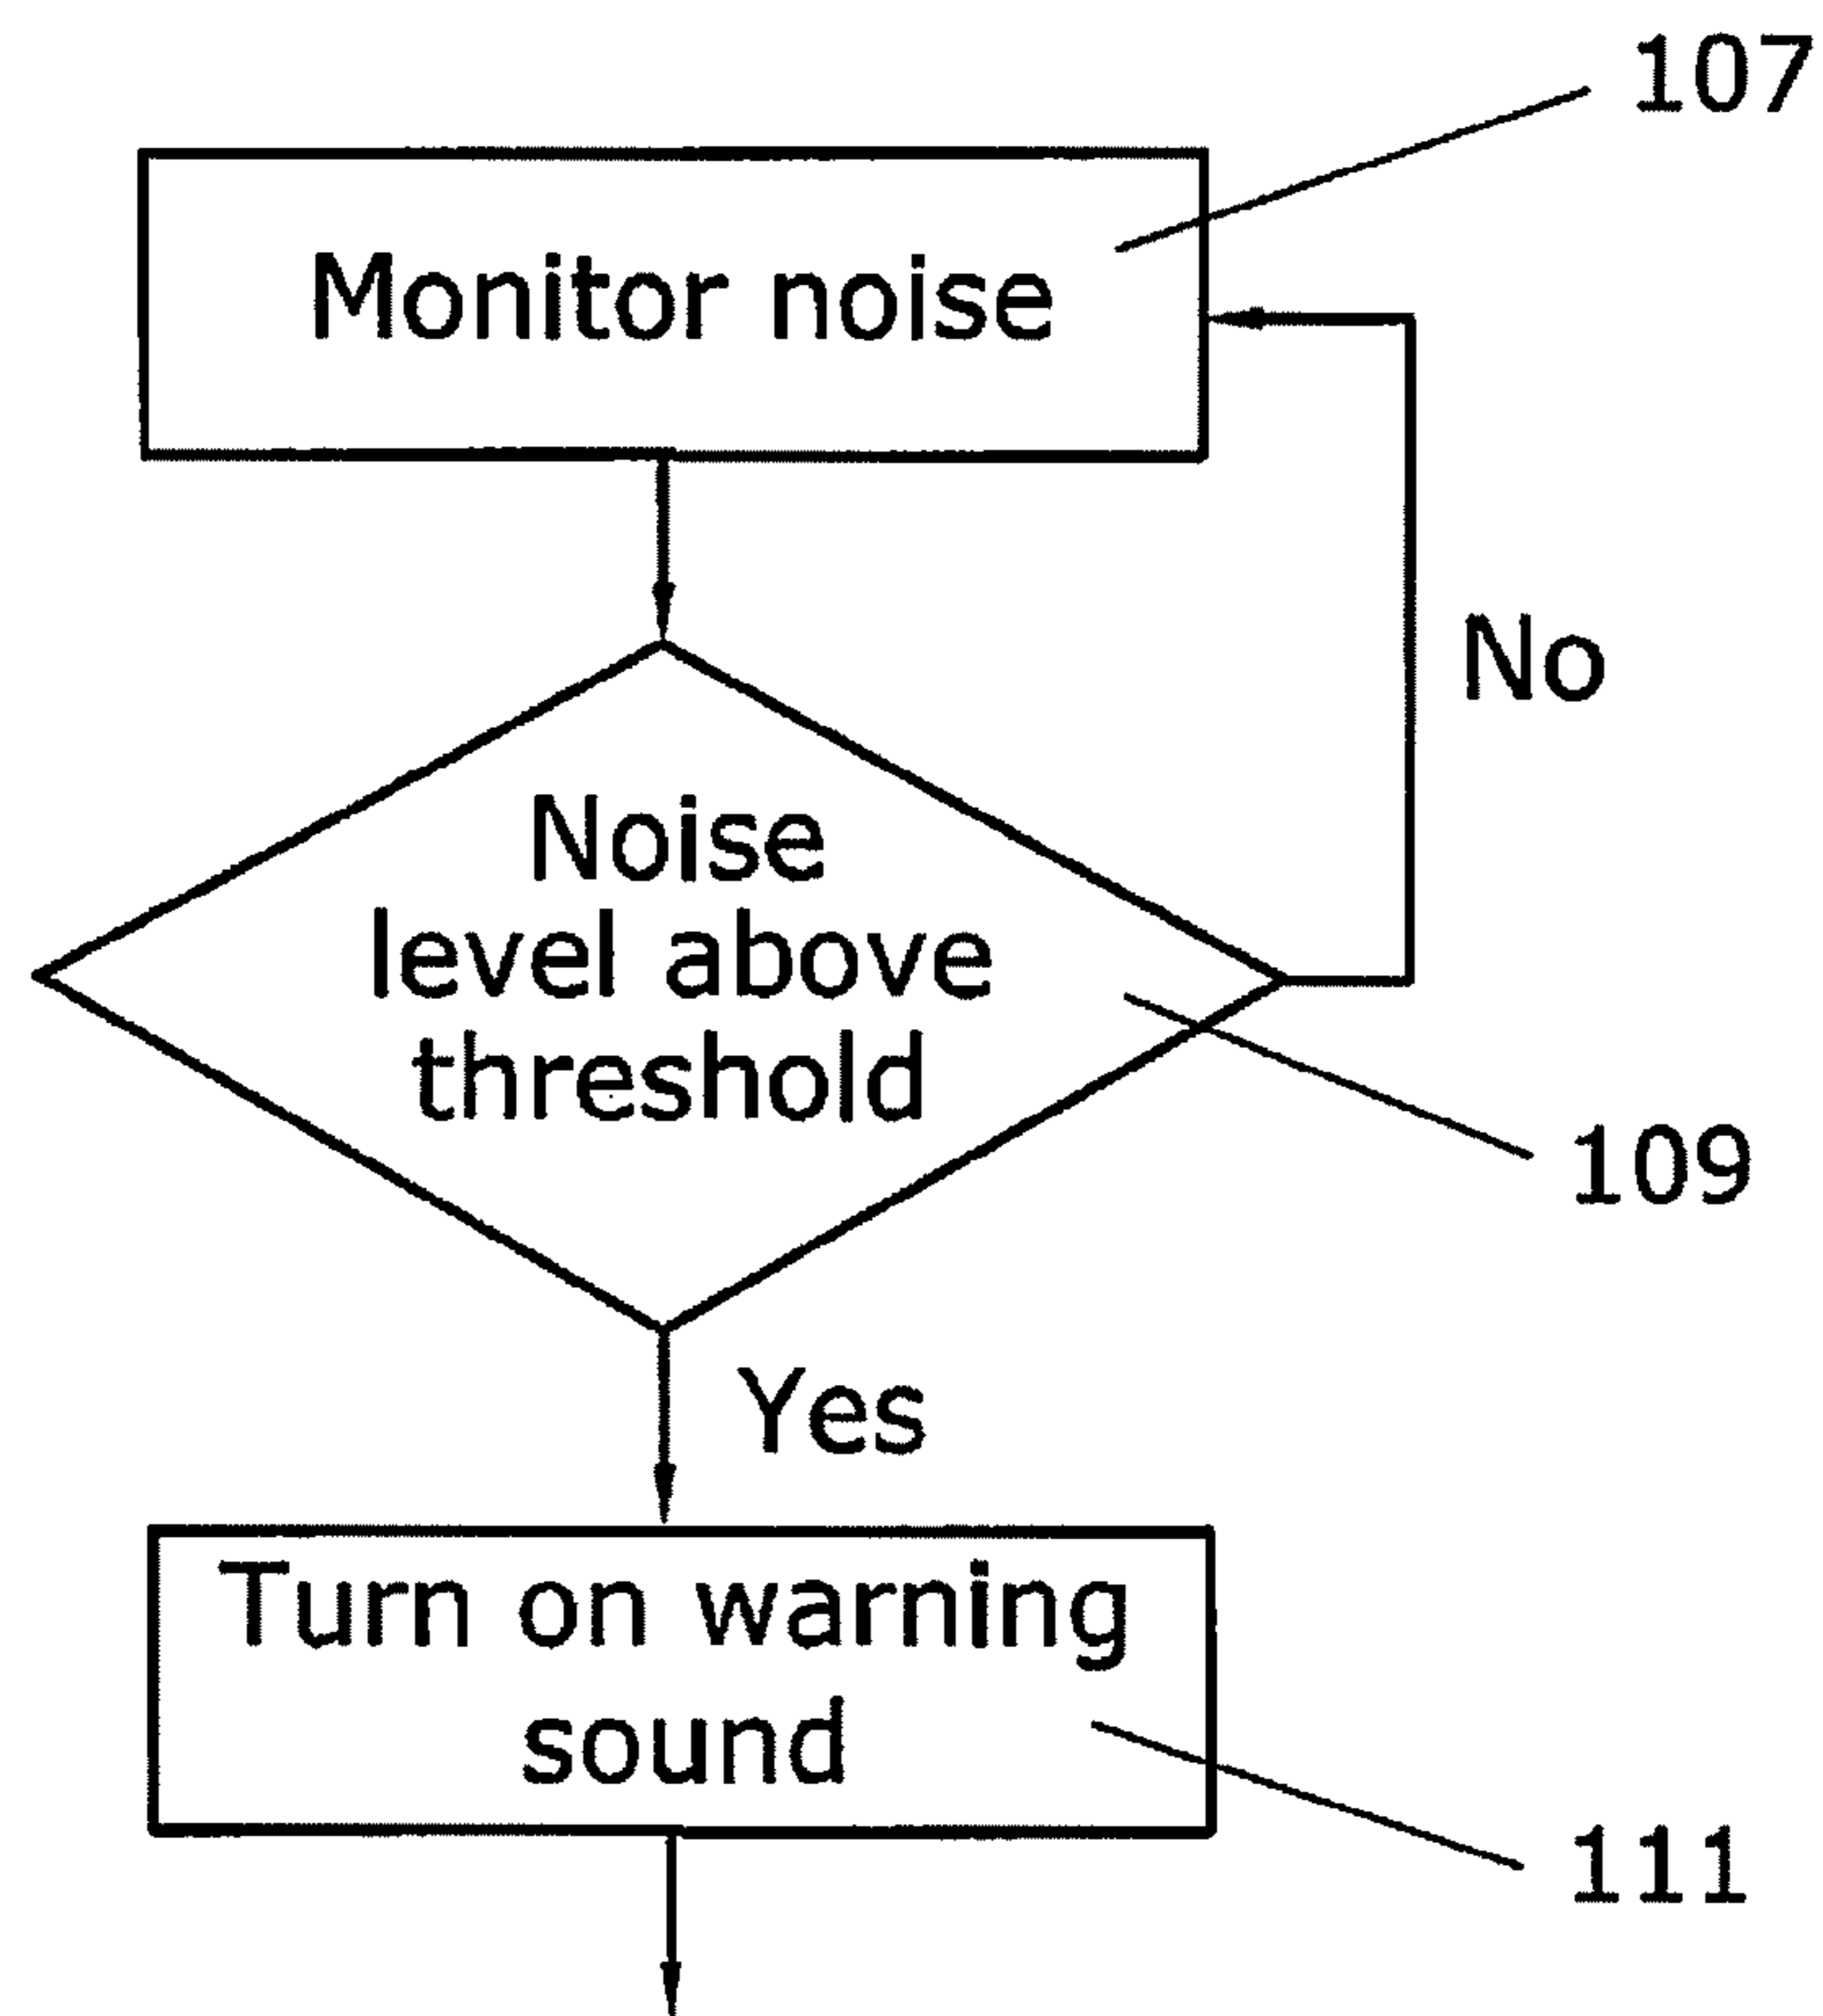 107
Monitor noise
No
Noise
level above
threshold
109
Yes
Turn on warning
sound
111